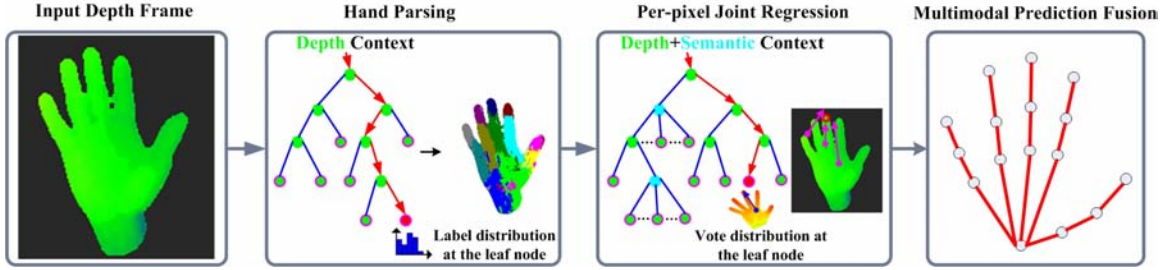 Input Depth Frame
Hand Parsing
Per-pixel Joint Regression
Multimodal Prediction Fusion
Depth Context
Depth+Semantic Context
Label distribution
at the leaf node
Vote distribution at
the leaf node